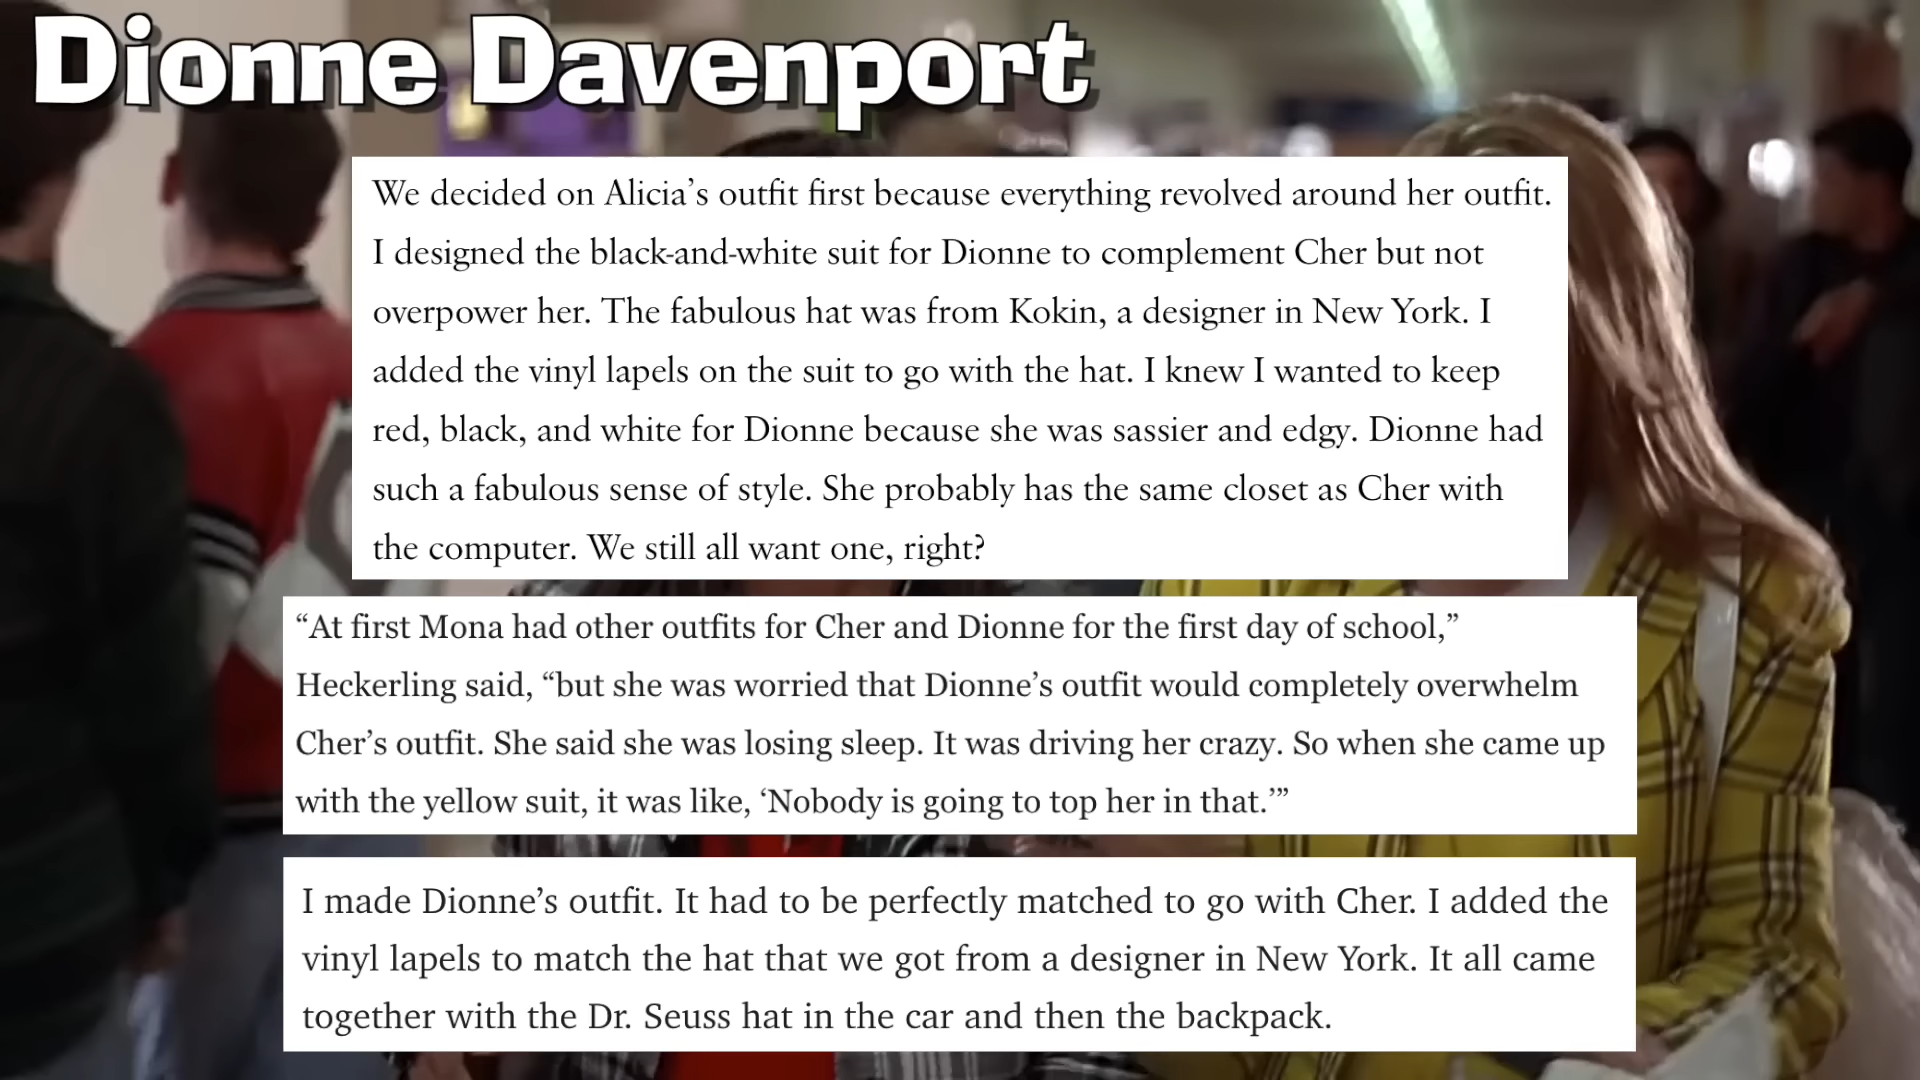 Dionne Davenport
We decided on Alicia’s outfit first because everything revolved around her outfit.
I designed the black-and-white suit for Dionne to complement Cher but not
overpower her. The fabulous hat was from Kokin, a designer in New York. I
added the vinyl lapels on the suit to go with the hat. I knew I wanted to keep
red, black, and white for Dionne because she was sassier and edgy. Dionne had
such a fabulous sense of style. She probably has the same closet as Cher with
the computer. We still all want one, right?
“At first Mona had other outfits for Cher and Dionne for the first day of school,”
Heckerling said, “but she was worried that Dionne’s outfit would completely overwhelm
Cher’s outfit. She said she was losing sleep. It was driving her crazy. So when she came up
with the yellow suit, it was like, ‘Nobody is going to top her in that.’”
I made Dionne’s outfit. It had to be perfectly matched to go with Cher. I added the
vinyl lapels to match the hat that we got from a designer in New York. It all came
together with the Dr. Seuss hat in the car and then the backpack.